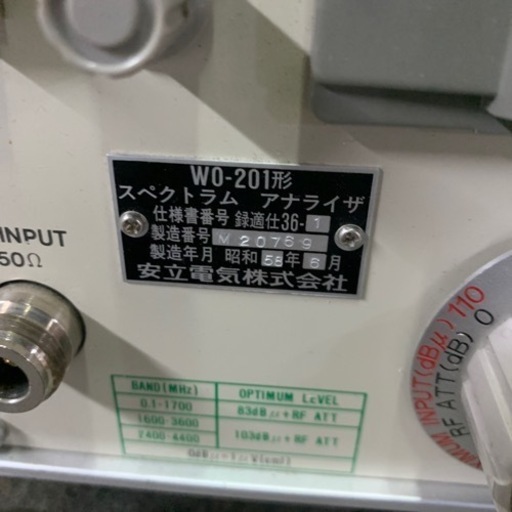 WO-201形
スペクトラム アナライザ
仕様書番号 録適仕36-1
製造番号 M20769
製造年月 昭和58年6月
安立電気株式会社
INPUT
50Ω
INPUT(dBμ) 110
RF ATT(dB) 0
BAND(MHz) OPTIMUM LEVEL
0.1-1700 83dBμ+RF ATT
1600-3600
2400-4400 103dBμ+RF ATT